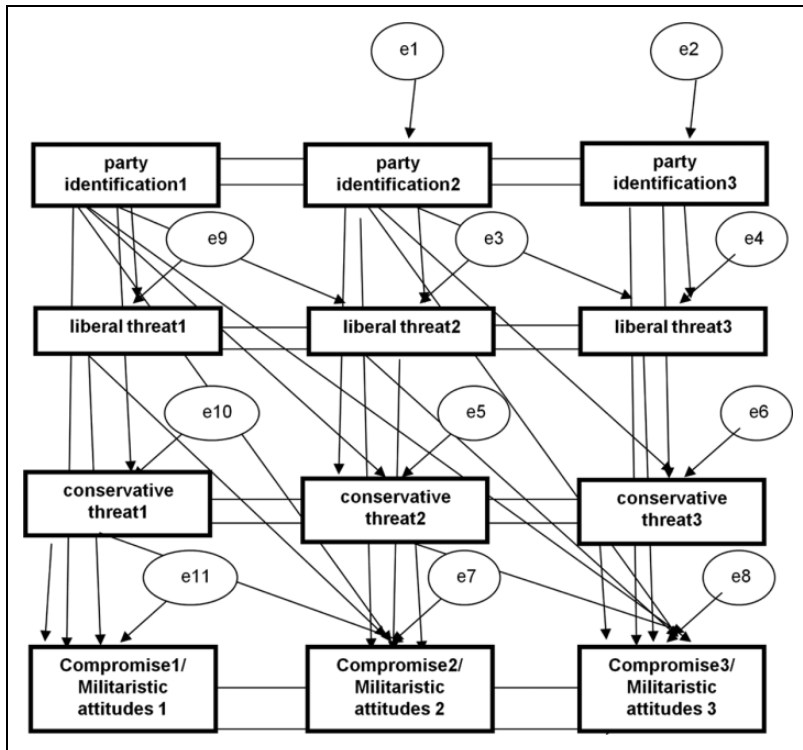 e1
e2
party
identification1
party
identification2
party
identification3
e9
e3
e4
liberal threat1
liberal threat2
liberal threat3
e10
e5
e6
conservative
threat1
conservative
threat2
conservative
threat3
e11
e7
e8
Compromise1/
Militaristic
attitudes 1
Compromise2/
Militaristic
attitudes 2
Compromise3/
Militaristic
attitudes 3